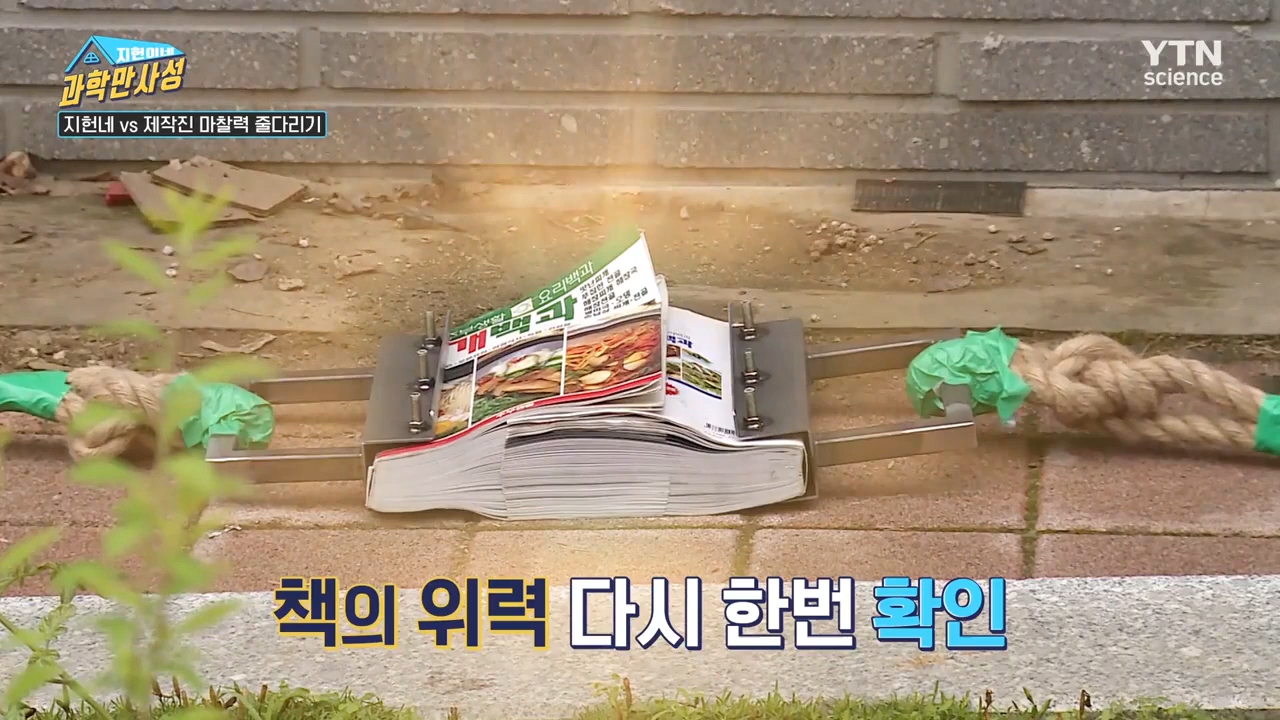 지헌이네
과학만사성
지헌네 vs 제작진 마찰력 줄다리기
YTN
science
요리백과
책의 위력 다시 한번 확인